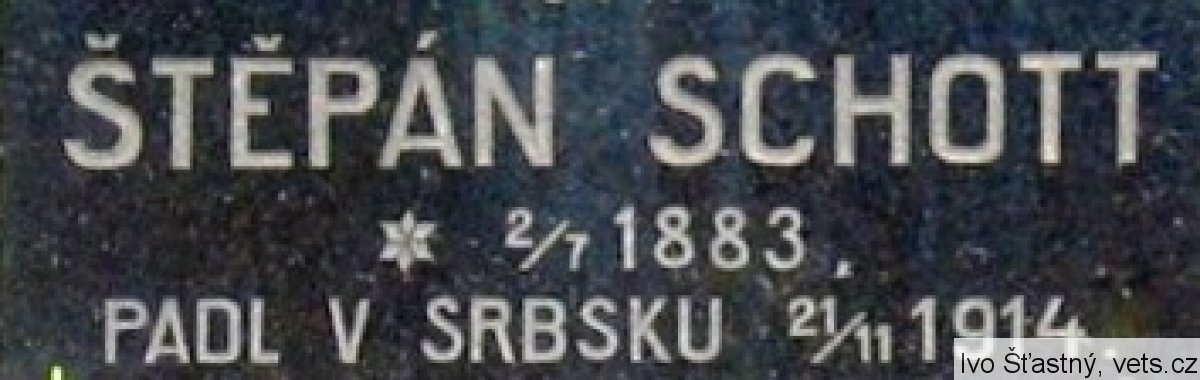 ŠTĚPÁN SCHOTT
* 2/7 1883.
PADL V SRBSKU 21/11 1914.
Ivo Šťastný, vets.cz